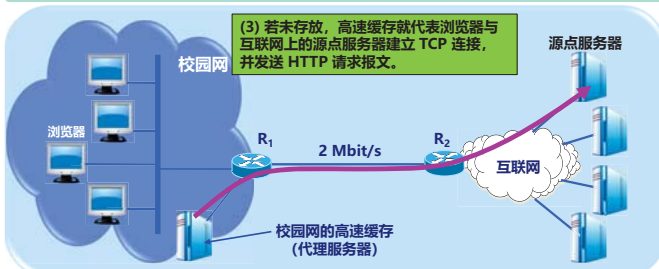 (3) 若未存放，高速缓存就代表浏览器与
互联网上的源点服务器建立 TCP 连接，
并发送 HTTP 请求报文。
源点服务器
校园网
浏览器
R1
2 Mbit/s
R2
互联网
校园网的高速缓存
（代理服务器）